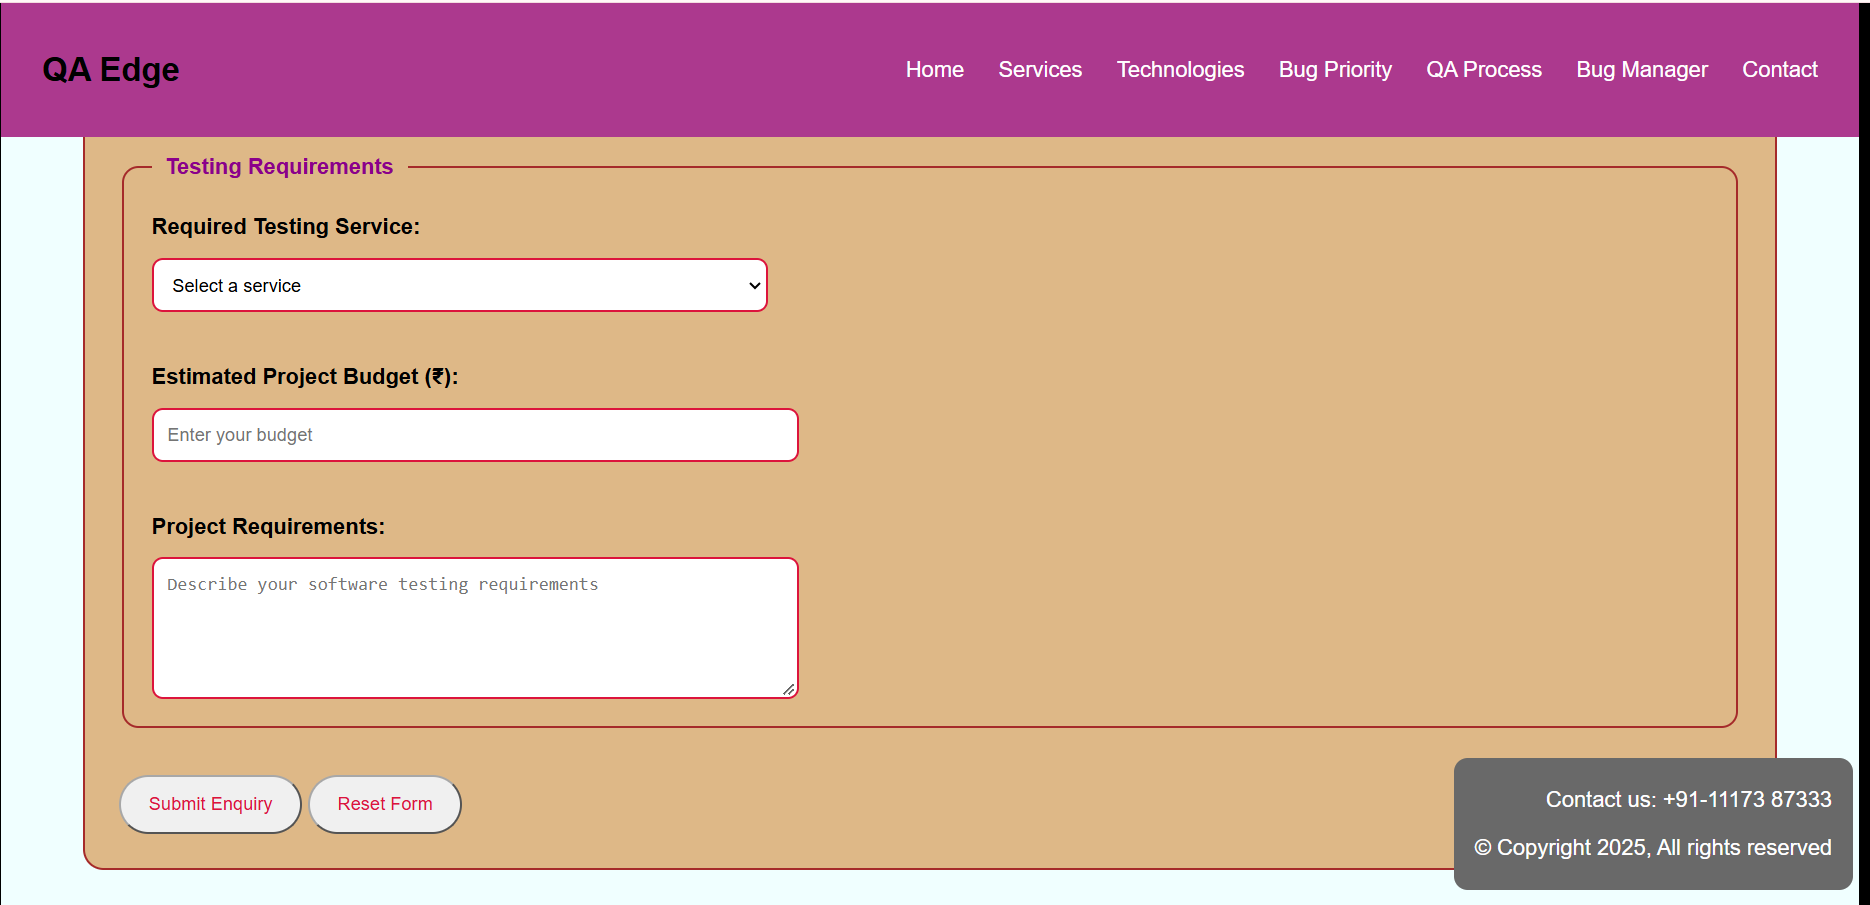 QA Edge
Home Services Technologies Bug Priority QA Process Bug Manager Contact
Testing Requirements
Required Testing Service:
Select a service
Estimated Project Budget (₹):
Enter your budget
Project Requirements:
Describe your software testing requirements
Submit Enquiry Reset Form
Contact us: +91-11173 87333
© Copyright 2025, All rights reserved